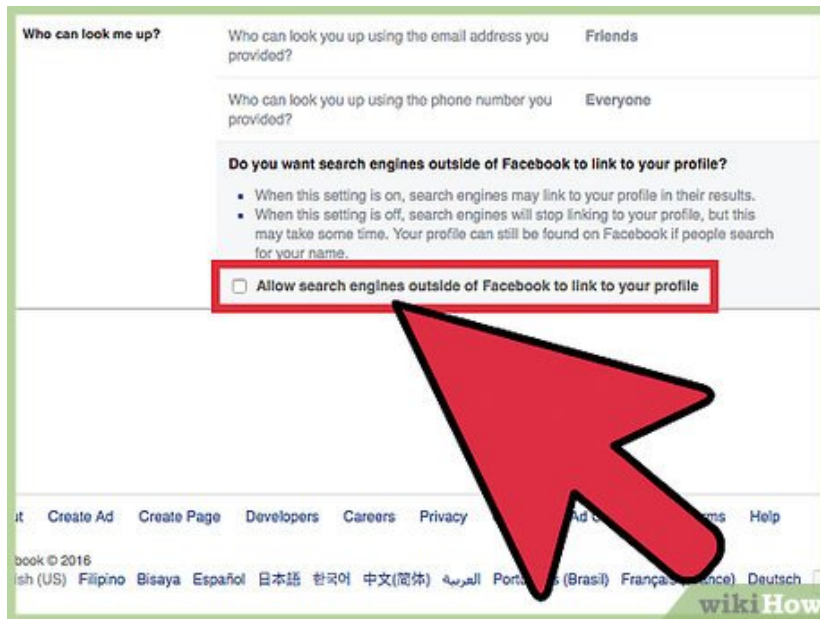 Who can look me up?
Who can look you up using the email address you provided?
Friends
Who can look you up using the phone number you provided?
Everyone
Do you want search engines outside of Facebook to link to your profile?
When this setting is on, search engines may link to your profile in their results.
When this setting is off, search engines will stop linking to your profile, but this
may take some time. Your profile can still be found on Facebook if people search
for your name.
Allow search engines outside of Facebook to link to your profile
Create Ad Create Page Developers Careers Privacy Help
© 2016
(US) Filipino Bisaya Español 日本語 한국어 中文(简体) العربية (Brasil) Deutsch
wikiHow